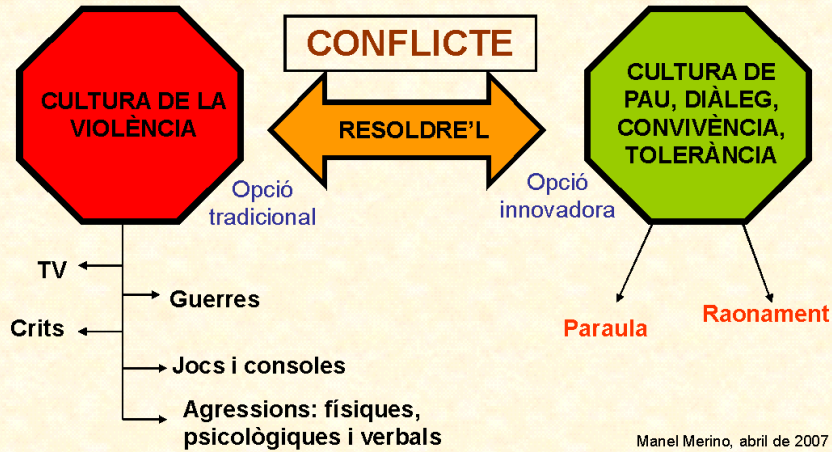 CONFLICTE
CULTURA DE LA
VIOLÈNCIA
RESOLDRE'L
CULTURA DE
PAU, DIÀLEG,
CONVIVÈNCIA,
TOLERÀNCIA
Opció
tradicional
Opció
innovadora
TV
Guerres
Crits
Jocs i consoles
Agressions: físiques,
psicològiques i verbals
Paraula
Raonament
Manel Merino, abril de 2007